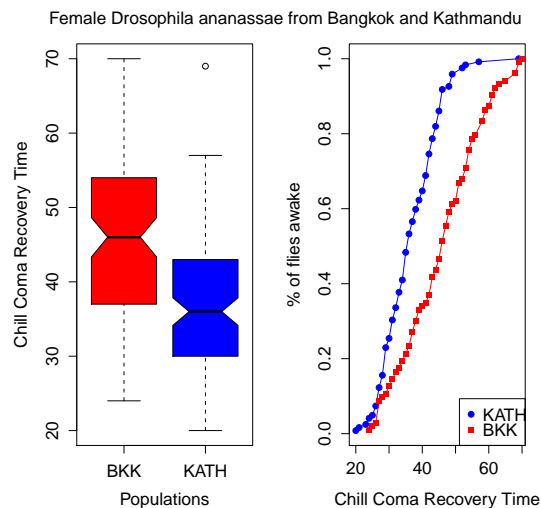 Female Drosophila ananassae from Bangkok and Kathmandu
Chill Coma Recovery Time
70
60
50
40
30
20
BKK
KATH
Populations
% of flies awake
1.0
0.8
0.6
0.4
0.2
0.0
20
40
60
Chill Coma Recovery Time
KATH
BKK